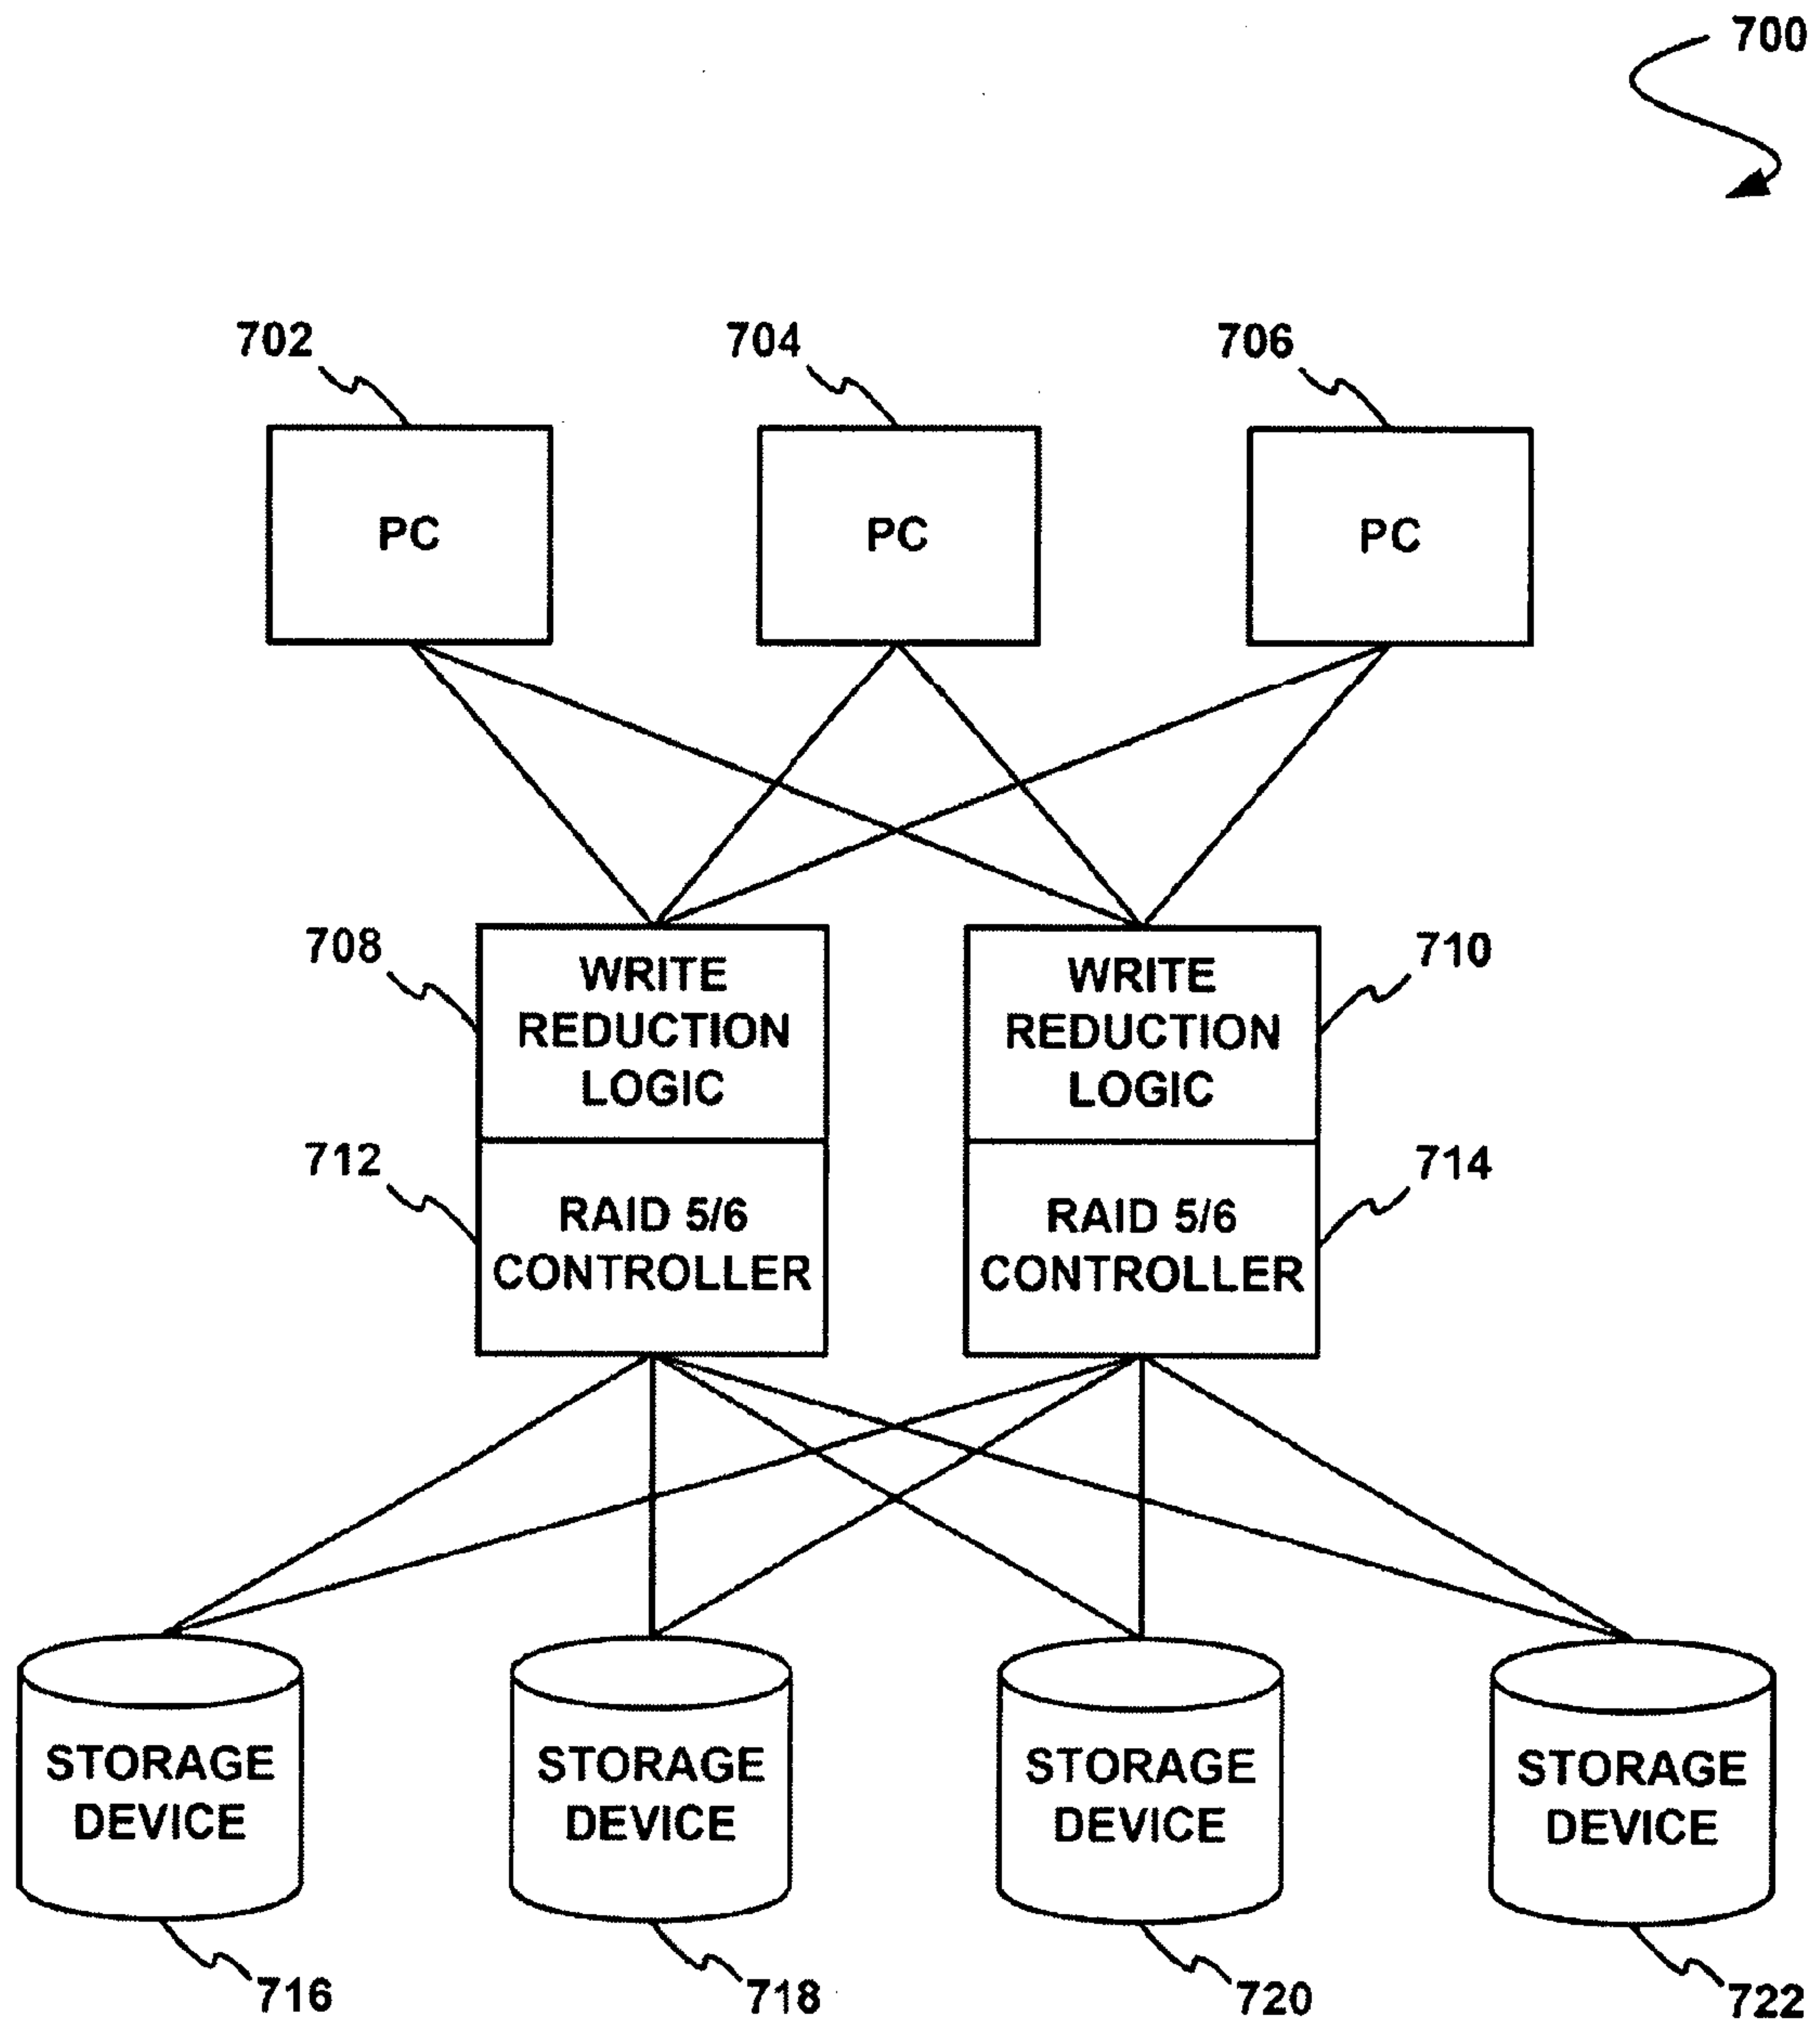 700
702
704
706
PC
PC
PC
708
WRITE
REDUCTION
LOGIC
WRITE
REDUCTION
LOGIC
710
712
RAID 5/6
CONTROLLER
RAID 5/6
CONTROLLER
714
STORAGE
DEVICE
STORAGE
DEVICE
STORAGE
DEVICE
STORAGE
DEVICE
716
718
720
722